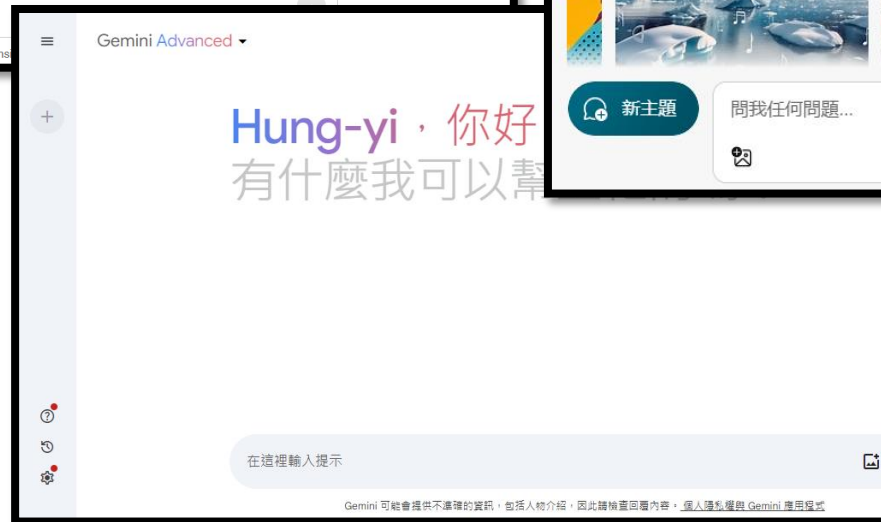 Gemini Advanced
Hung-yi，你好
有什麼我可以幫
新主題
問我任何問題...
在這裡輸入提示
Gemini 可能會提供不準確的資訊，包括人物介紹，因此請檢查回覆內容。個人隱私權與 Gemini 應用程式